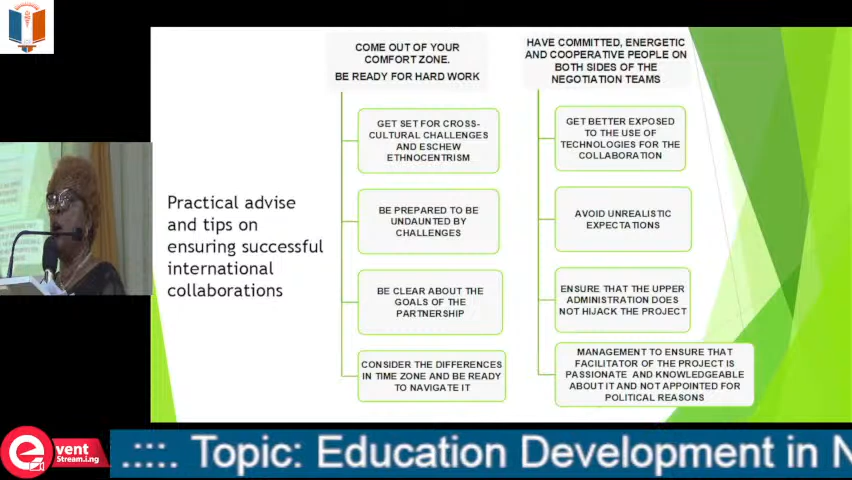 COME OUT OF YOUR
COMFORT ZONE.
BE READY FOR HARD WORK
GET SET FOR CROSS-
CULTURAL CHALLENGES
AND ESCHEW
ETHNOCENTRISM
BE PREPARED TO BE
UNDAUNTED BY
CHALLENGES
BE CLEAR ABOUT THE
GOALS OF THE
PARTNERSHIP
CONSIDER THE DIFFERENCES
IN TIME ZONE AND BE READY
TO NAVIGATE IT
HAVE COMMITTED, ENERGETIC
AND COOPERATIVE PEOPLE ON
BOTH SIDES OF THE
NEGOTIATION TEAMS
GET BETTER EXPOSED
TO THE USE OF
TECHNOLOGIES FOR THE
COLLABORATION
AVOID UNREALISTIC
EXPECTATIONS
ENSURE THAT THE UPPER
ADMINISTRATION DOES
NOT HIJACK THE PROJECT
MANAGEMENT TO ENSURE THAT
FACILITATOR OF THE PROJECT IS
PASSIONATE AND KNOWLEDGEABLE
ABOUT IT AND NOT APPOINTED FOR
POLITICAL REASONS
Practical advise
and tips on
ensuring successful
international
collaborations
event
Stream.i.ng
.::::. Topic: Education Development in N